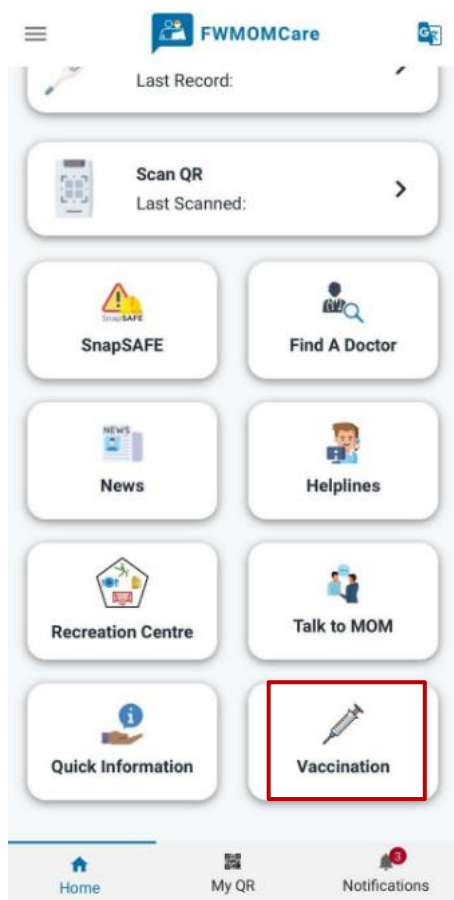 FWMOMCare
Last Record:
Scan QR
Last Scanned:
SnapSAFE
SnapSAFE
Find A Doctor
NEWS
News
Helplines
Recreation Centre
Talk to MOM
Quick Information
Vaccination
3
Home
My QR
Notifications